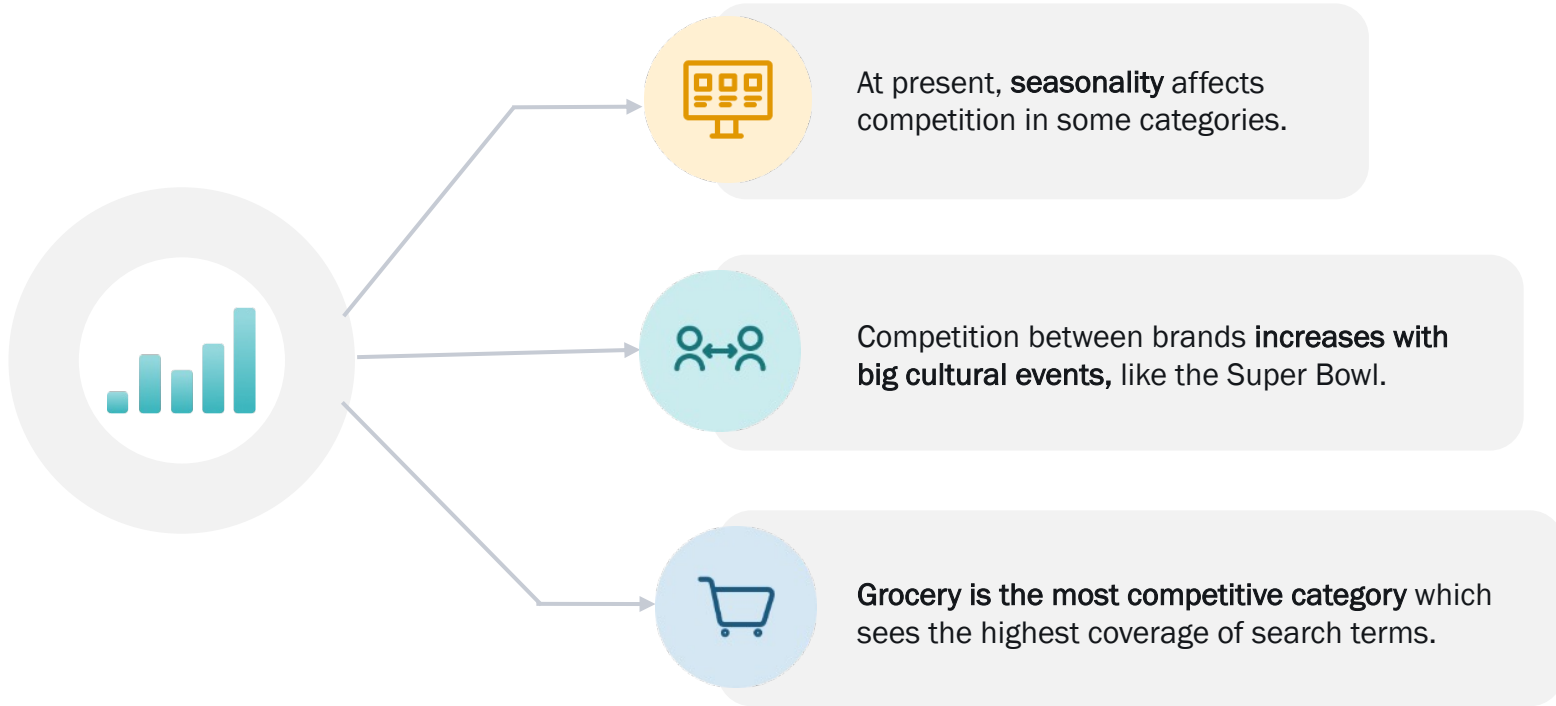 At present, seasonality affects
competition in some categories.
Competition between brands increases with
big cultural events, like the Super Bowl.
Grocery is the most competitive category which
sees the highest coverage of search terms.